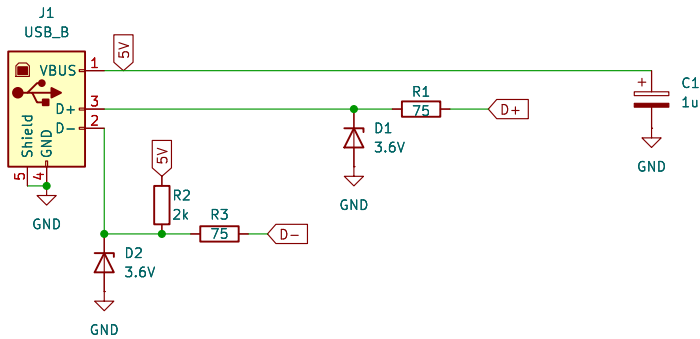 J1
USB_B
5V
1
VBUS
3
D+
2
D-
Shield
GND
5
4
GND
R1
75
D+
C1
1u
+
GND
D1
3.6V
GND
5V
R2
2k
R3
75
D-
D2
3.6V
GND